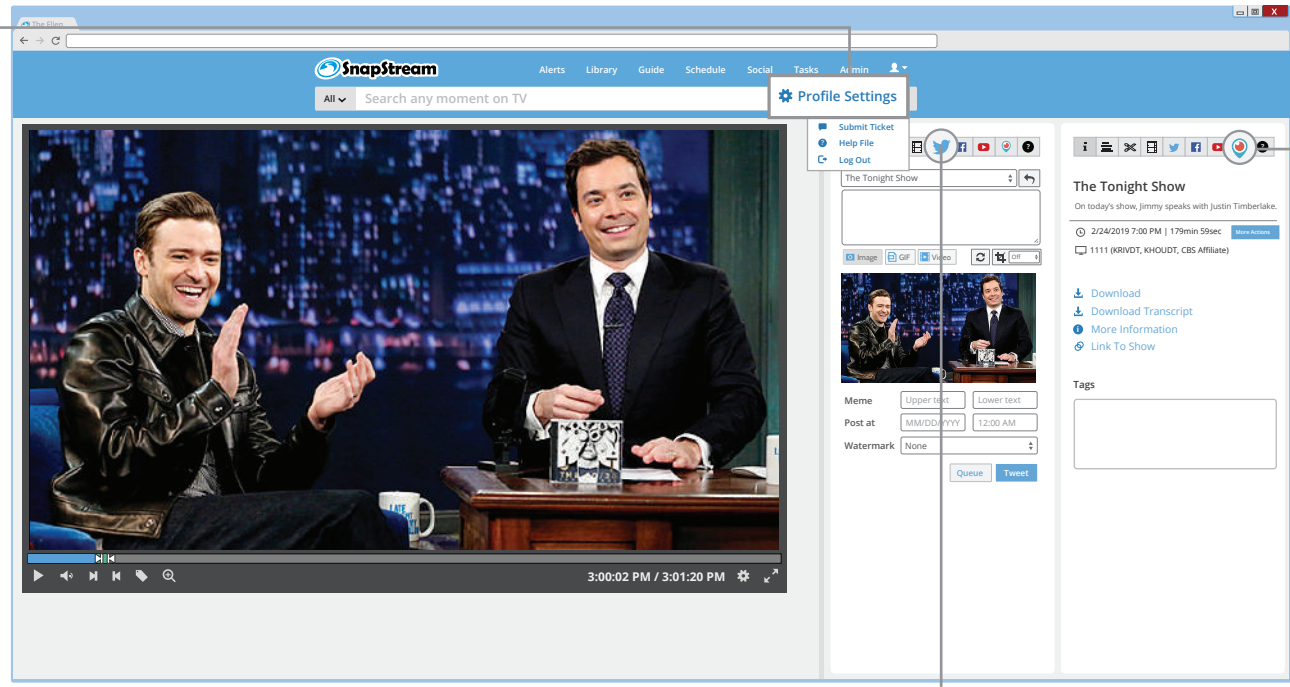 The Ellen
X
SnapStream
Alerts Library Guide Schedule Social Tasks Admin
All Search any moment on TV
Profile Settings
Submit Ticket
Help File
Log Out
The Tonight Show
Image GIF Video Off
Meme Upper text Lower text
Post at MM/DD/YYYY 12:00 AM
Watermark None
Queue Tweet
The Tonight Show
On today's show, Jimmy speaks with Justin Timberlake.
2/24/2019 7:00 PM | 179min 59sec More Actions
1111 (KRIVDT, KHOUDT, CBS Affiliate)
Download
Download Transcript
More Information
Link To Show
Tags
LATE
3:00:02 PM / 3:01:20 PM